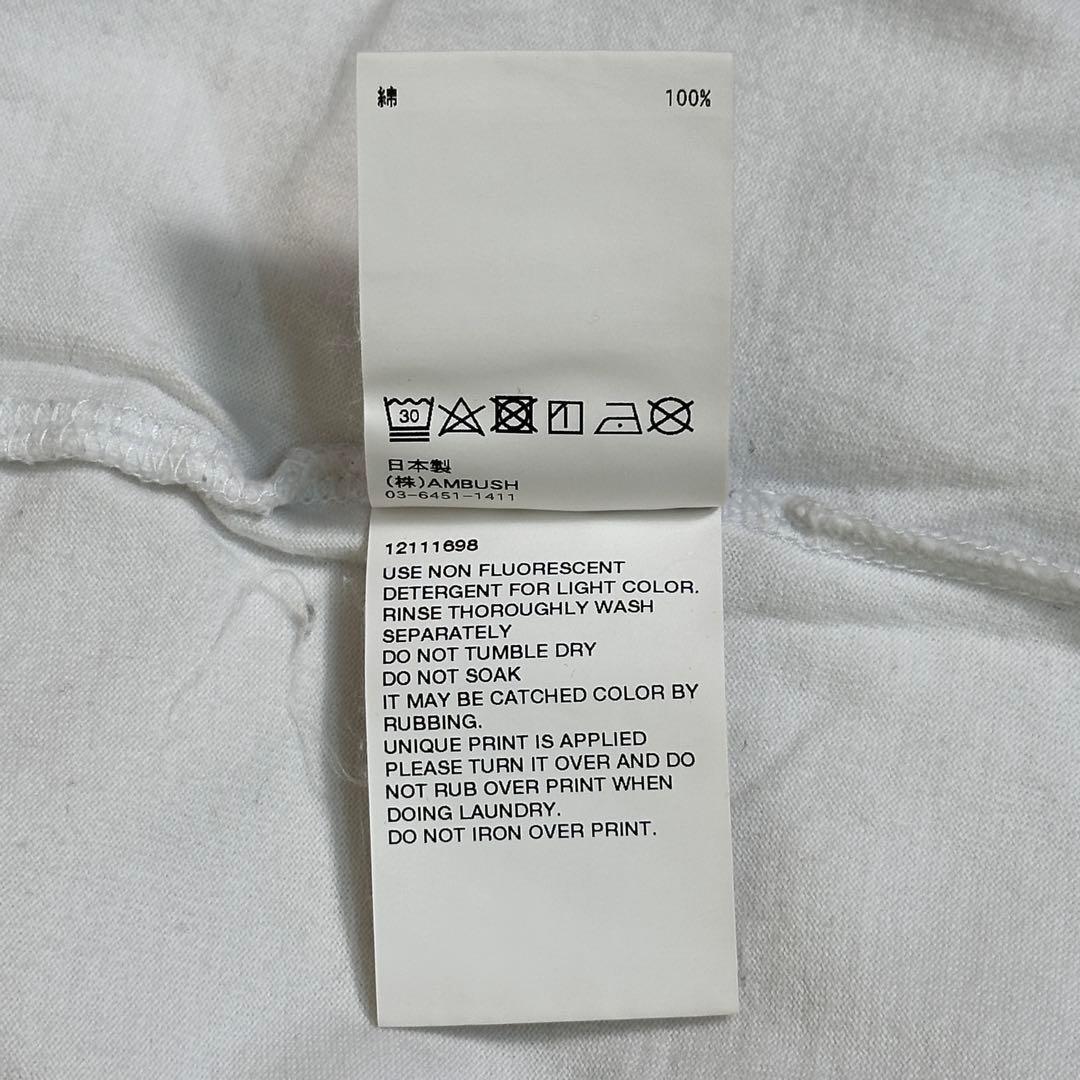 綿 100%
30
日本製
(株)AMBUSH
03-6451-1411
12111698
USE NON FLUORESCENT
DETERGENT FOR LIGHT COLOR.
RINSE THOROUGHLY WASH
SEPARATELY
DO NOT TUMBLE DRY
DO NOT SOAK
IT MAY BE CATCHED COLOR BY
RUBBING.
UNIQUE PRINT IS APPLIED
PLEASE TURN IT OVER AND DO
NOT RUB OVER PRINT WHEN
DOING LAUNDRY.
DO NOT IRON OVER PRINT.